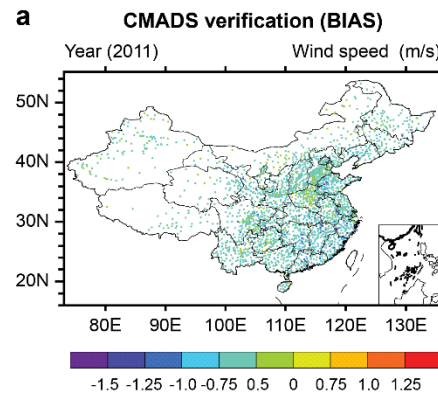 a
CMADS verification (BIAS)
Year (2011) Wind speed (m/s)
50N
40N
30N
20N
80E 90E 100E 110E 120E 130E
-1.5 -1.25 -1.0 -0.75 0.5 0 0.75 1.0 1.25